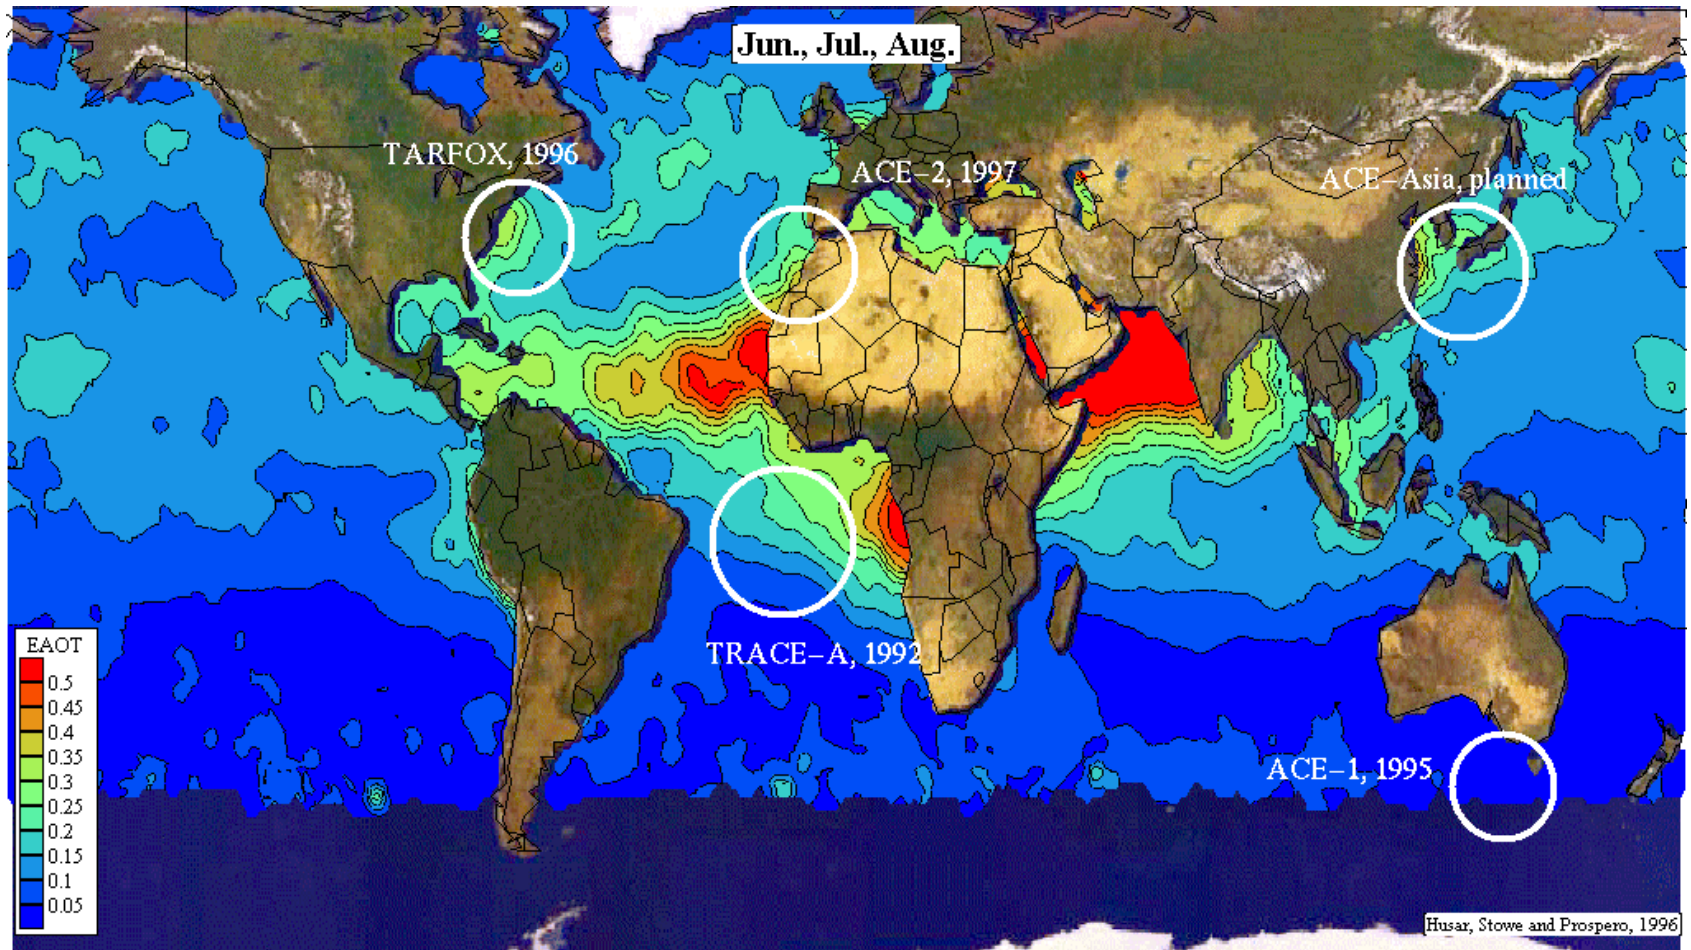 Jun., Jul., Aug.
TARFOX, 1996
ACE-2, 1997
ACE-Asia, planned
TRACE-A, 1992
ACE-1, 1995
EAOT
0.5
0.45
0.4
0.35
0.3
0.25
0.2
0.15
0.1
0.05
Husar, Stowe and Prospero, 1996